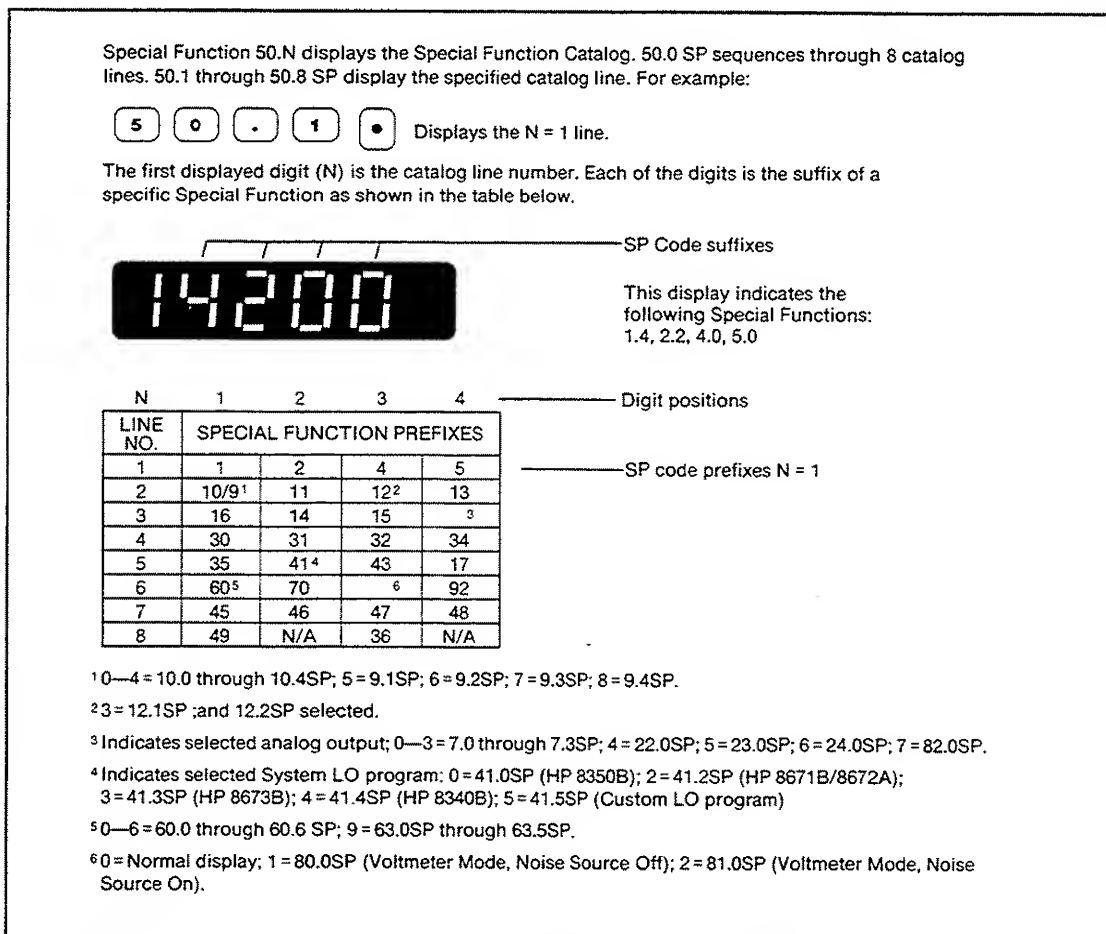 Special Function 50.N displays the Special Function Catalog. 50.0 SP sequences through 8 catalog
lines. 50.1 through 50.8 SP display the specified catalog line. For example:
5 0 . 1 • Displays the N = 1 line.
The first displayed digit (N) is the catalog line number. Each of the digits is the suffix of a
specific Special Function as shown in the table below.
SP Code suffixes
14200
This display indicates the
following Special Functions:
1.4, 2.2, 4.0, 5.0
N 1 2 3 4 Digit positions
LINE
NO. SPECIAL FUNCTION PREFIXES
1 1 2 4 5 SP code prefixes N = 1
2 10/9¹ 11 12² 13
3 16 14 15 ³
4 30 31 32 34
5 35 41⁴ 43 17
6 60⁵ 70 ⁶ 92
7 45 46 47 48
8 49 N/A 36 N/A
¹ 0—4 = 10.0 through 10.4SP; 5 = 9.1SP; 6 = 9.2SP; 7 = 9.3SP; 8 = 9.4SP.
² 3 = 12.1SP ;and 12.2SP selected.
³ Indicates selected analog output; 0—3 = 7.0 through 7.3SP; 4 = 22.0SP; 5 = 23.0SP; 6 = 24.0SP; 7 = 82.0SP.
⁴ Indicates selected System LO program; 0 = 41.0SP (HP 8350B); 2 = 41.2SP (HP 8671B/8672A);
3 = 41.3SP (HP 8673B); 4 = 41.4SP (HP 8340B); 5 = 41.5SP (Custom LO program)
⁵ 0—6 = 60.0 through 60.6 SP; 9 = 63.0SP through 63.5SP.
⁶ 0 = Normal display; 1 = 80.0SP (Voltmeter Mode, Noise Source Off); 2 = 81.0SP (Voltmeter Mode, Noise
Source On).